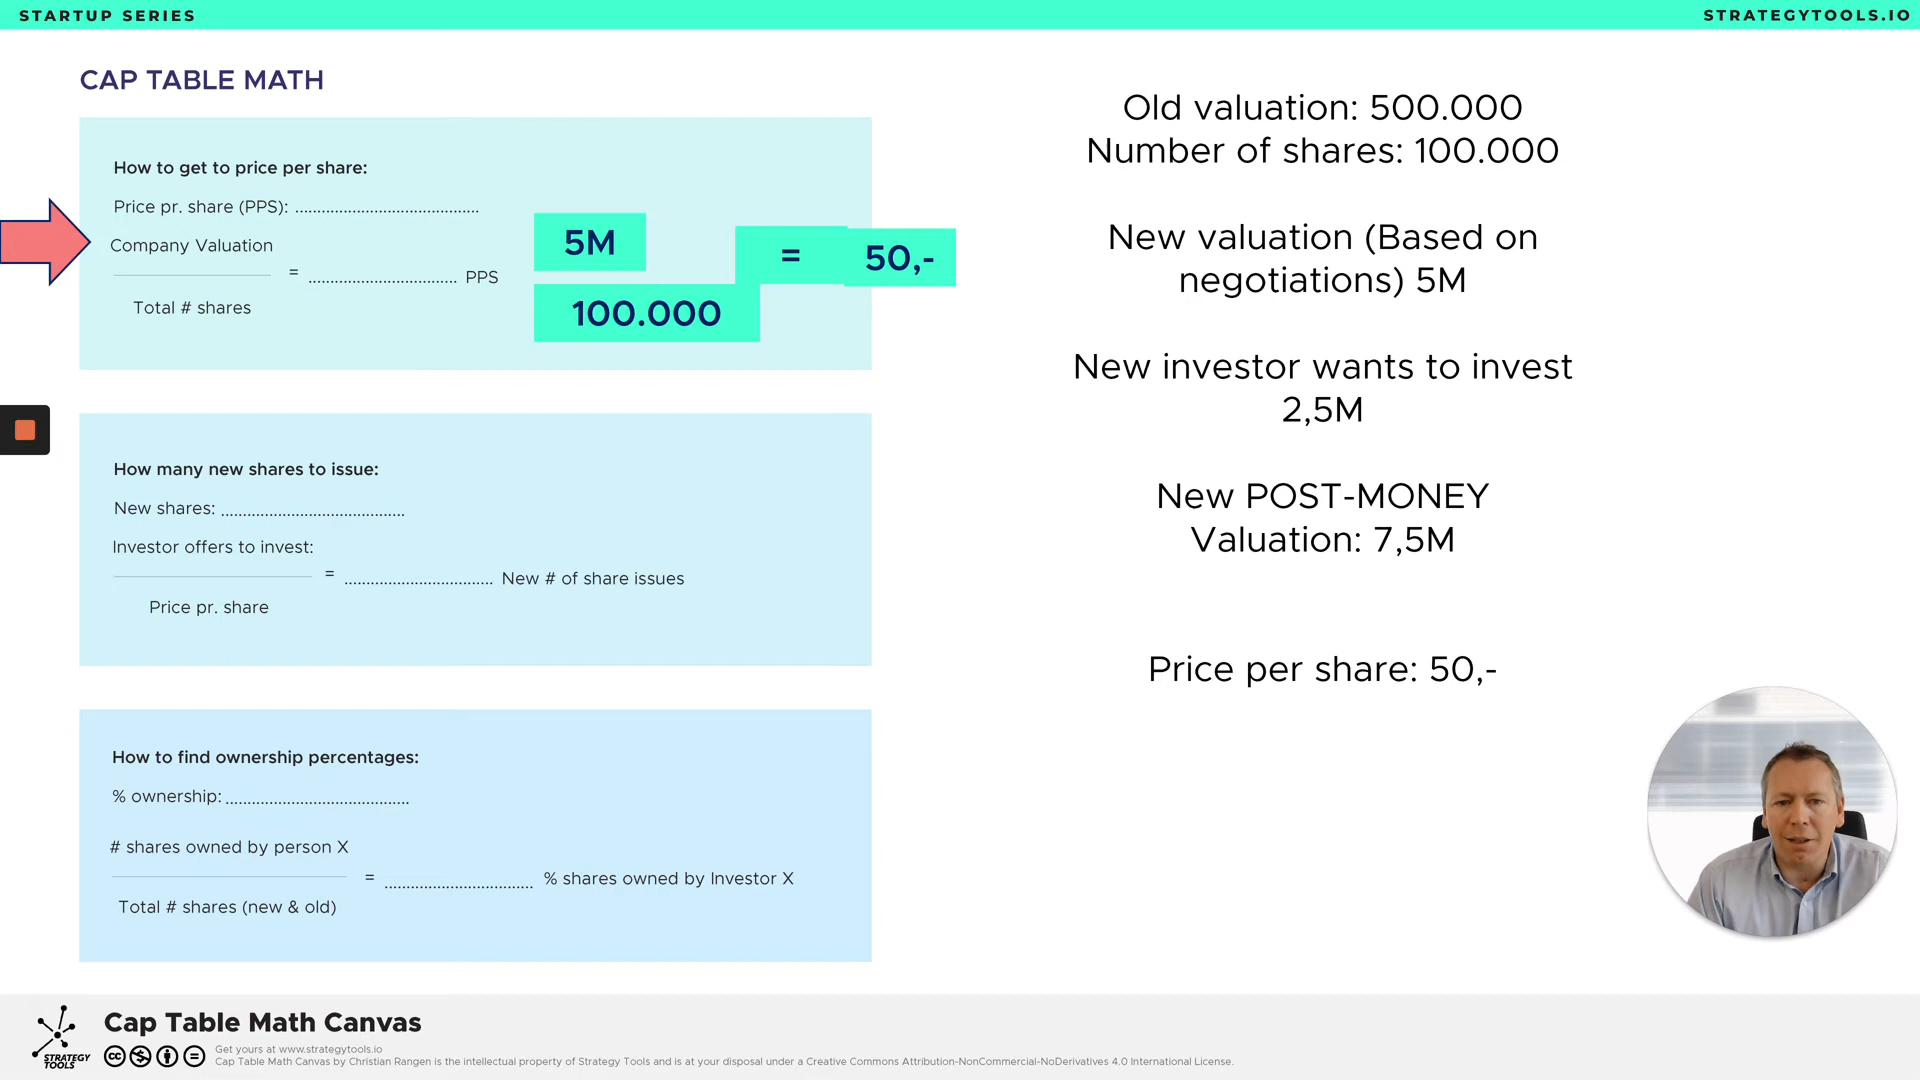 STARTUP SERIES
STRATEGYTOOLS.IO
CAP TABLE MATH
How to get to price per share:
Price pr. share (PPS): ..........................................
Company Valuation
= .................................. PPS
Total # shares
5M
100.000
=
50,-
How many new shares to issue:
New shares: ..........................................
Investor offers to invest:
= .................................. New # of share issues
Price pr. share
How to find ownership percentages:
% ownership: ..........................................
# shares owned by person X
= .................................. % shares owned by Investor X
Total # shares (new & old)
Old valuation: 500.000
Number of shares: 100.000
New valuation (Based on
negotiations) 5M
New investor wants to invest
2,5M
New POST-MONEY
Valuation: 7,5M
Price per share: 50,-
STRATEGY
TOOLS
Cap Table Math Canvas
cc
Get yours at www.strategytools.io
Cap Table Math Canvas by Christian Rangen is the intellectual property of Strategy Tools and is at your disposal under a Creative Commons Attribution-NonCommercial-NoDerivatives 4.0 International License.